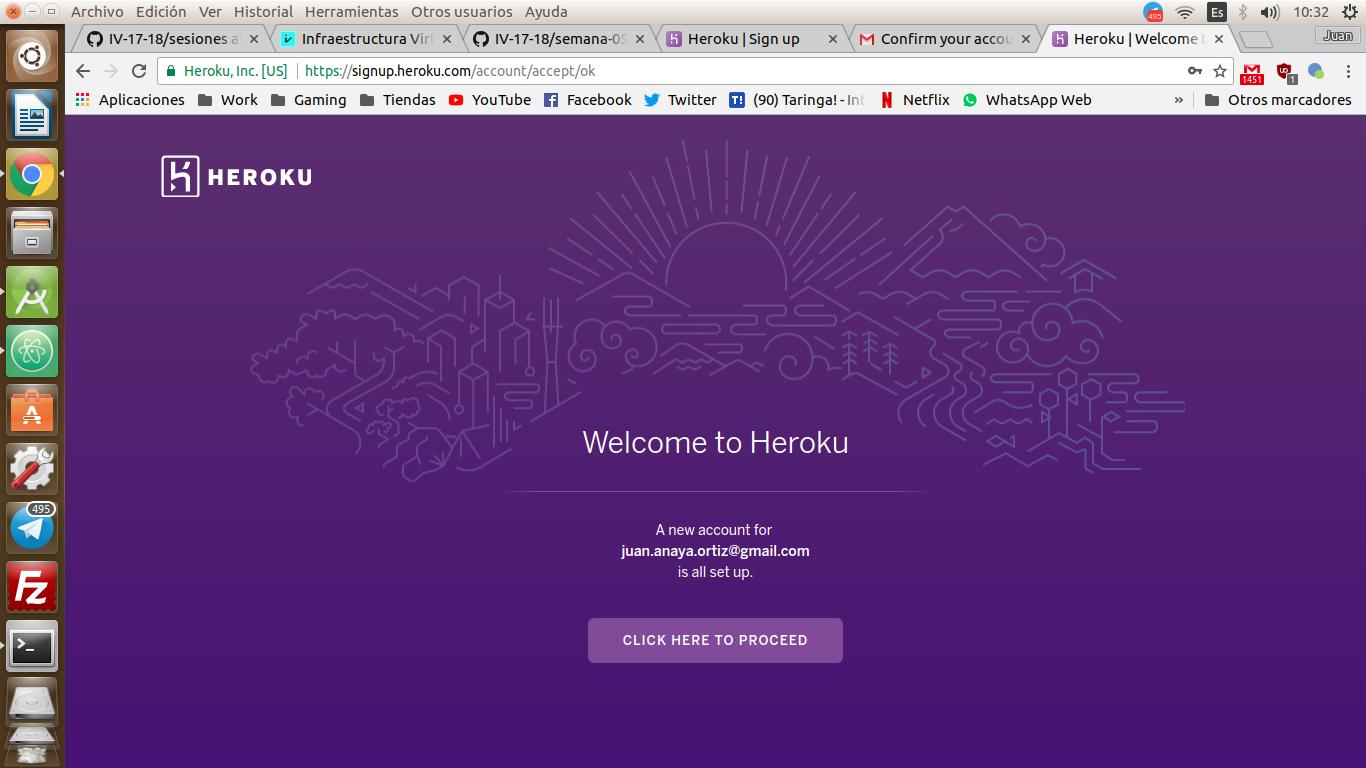 Archivo Edición Ver Historial Herramientas Otros usuarios Ayuda
495 Es 10:32
IV-17-18/sesiones a
Infraestructura Vir
IV-17-18/semana-05
Heroku | Sign up
Confirm your accou
Heroku | Welcome t
Juan
Heroku, Inc. [US] https://signup.heroku.com/account/accept/ok
1451
1
Aplicaciones Work Gaming Tiendas YouTube Facebook Twitter T! (90) Taringa! - Int Netflix WhatsApp Web » Otros marcadores
HEROKU
Welcome to Heroku
A new account for
juan.anaya.ortiz@gmail.com
is all set up.
CLICK HERE TO PROCEED
495
Fz
>_